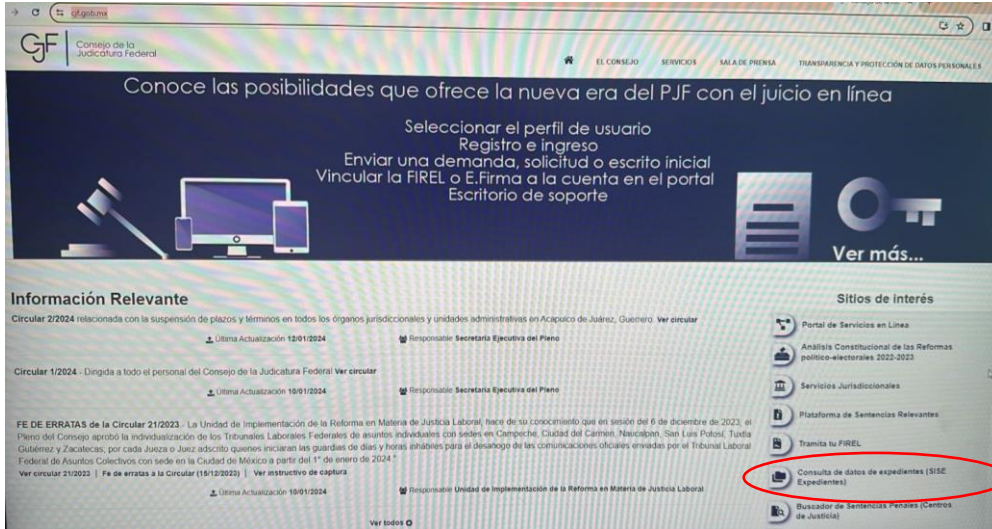 cjf.gob.mx
CJF
Consejo de la
Judicatura Federal
EL CONSEJO
SERVICIOS
SALA DE PRENSA
TRANSPARENCIA Y PROTECCIÓN DE DATOS PERSONALES
Conoce las posibilidades que ofrece la nueva era del PJF con el juicio en línea
Seleccionar el perfil de usuario
Registro e ingreso
Enviar una demanda, solicitud o escrito inicial
Vincular la FIREL o E.Firma a la cuenta en el portal
Escritorio de soporte
Ver más...
Información Relevante
Circular 2/2024 relacionada con la suspensión de plazos y términos en todos los órganos jurisdiccionales y unidades administrativas en Acapulco de Juárez, Guerrero. Ver circular
Última Actualización 12/01/2024
Responsable Secretaría Ejecutiva del Pleno
Circular 1/2024 - Dirigida a todo el personal del Consejo de la Judicatura Federal Ver circular
Última Actualización 10/01/2024
Responsable Secretaría Ejecutiva del Pleno
FE DE ERRATAS de la Circular 21/2023.- La Unidad de Implementación de la Reforma en Materia de Justicia Laboral, hace de su conocimiento que en sesión del 6 de diciembre de 2023, el
Pleno del Consejo aprobó la individualización de los Tribunales Laborales Federales de asuntos individuales con sedes en Campeche, Ciudad del Carmen, Naucalpan, San Luis Potosí, Tuxtla
Gutiérrez y Zacatecas; por cada Jueza o Juez adscrito quienes iniciaran las guardias de días y horas inhábiles para el desahogo de las comunicaciones oficiales enviadas por el Tribunal Laboral
Federal de Asuntos Colectivos con sede en la Ciudad de México a partir del 1° de enero de 2024."
Ver circular 21/2023 | Fe de erratas a la Circular (15/12/2023) | Ver instructivo de captura
Última Actualización 10/01/2024
Responsable Unidad de Implementación de la Reforma en Materia de Justicia Laboral
Ver todos
Sitios de interés
Portal de Servicios en Línea
Análisis Constitucional de las Reformas
político-electorales 2022-2023
Servicios Jurisdiccionales
Plataforma de Sentencias Relevantes
Tramita tu FIREL
Consulta de datos de expedientes (SISE
Expedientes)
Buscador de Sentencias Penales (Centros
de Justicia)